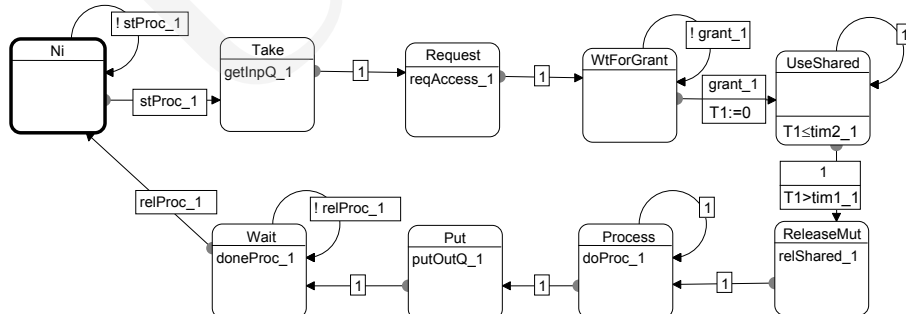 ! stProc_1
Ni
stProc_1
Take
getInpQ_1
1
Request
reqAccess_1
1
! grant_1
WtForGrant
grant_1
T1:=0
1
UseShared
T1≤tim2_1
1
T1>tim1_1
relProc_1
! relProc_1
Wait
doneProc_1
1
Put
putOutQ_1
1
1
Process
doProc_1
1
ReleaseMut
relShared_1